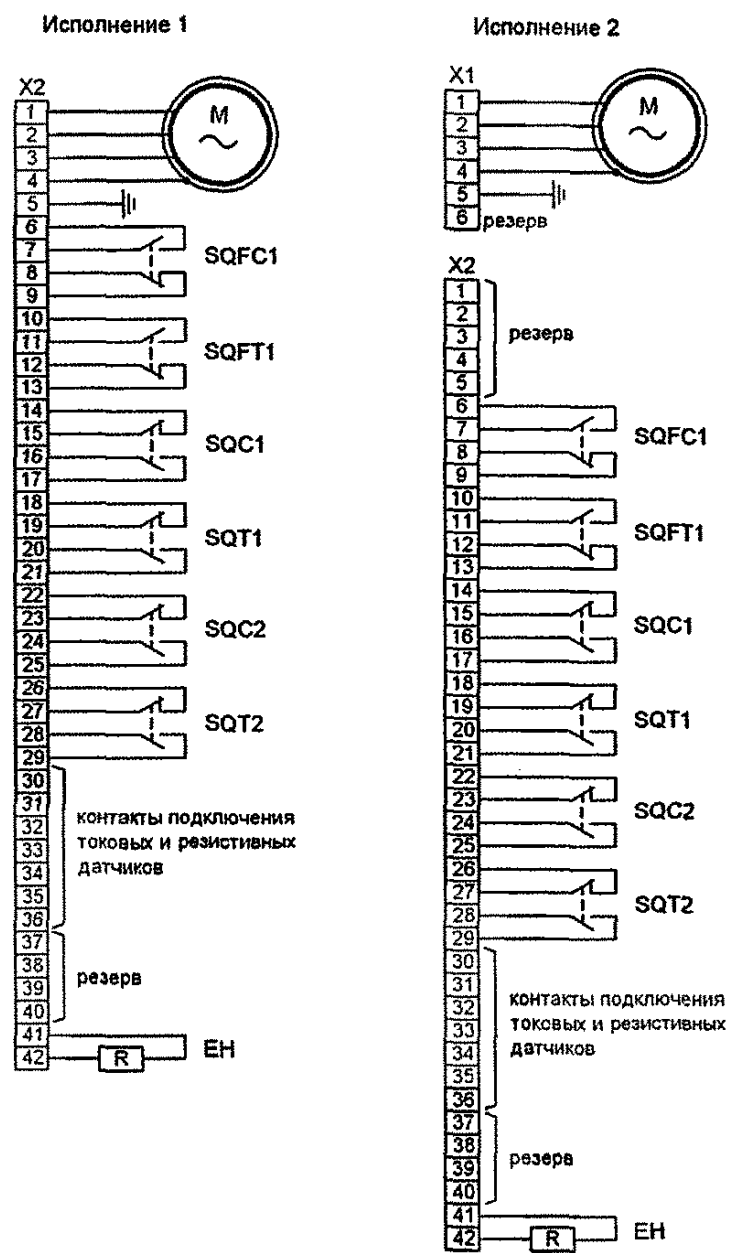 Исполнение 1
X2
1
M
2
3
4
5
6
7
SQFC1
8
9
10
11
SQFT1
12
13
14
15
SQC1
16
17
18
19
SQT1
20
21
22
23
SQC2
24
25
26
27
SQT2
28
29
30
31
32
33
34
35
36
контакты подключения
токовых и резистивных
датчиков
37
38
39
40
резерв
41
EH
42
R
Исполнение 2
X1
1
M
2
3
4
5
6
резерв
X2
1
2
3
4
5
резерв
6
7
SQFC1
8
9
10
11
SQFT1
12
13
14
15
SQC1
16
17
18
19
SQT1
20
21
22
23
SQC2
24
25
26
27
SQT2
28
29
30
31
32
33
34
35
36
контакты подключения
токовых и резистивных
датчиков
37
38
39
40
резерв
41
EH
42
R